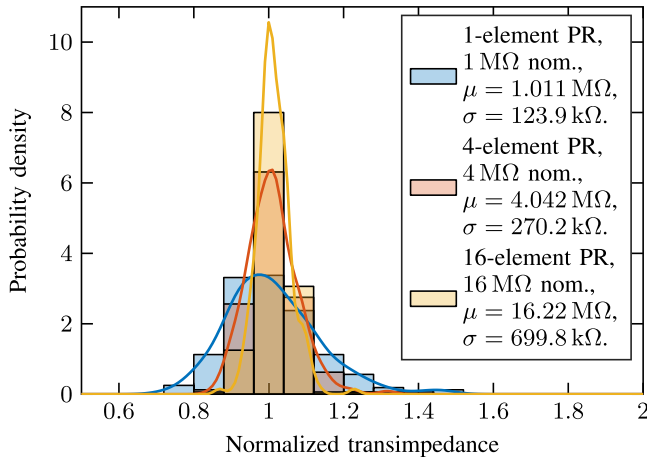 Probability density
10
8
6
4
2
0
0.6
0.8
1
1.2
1.4
1.6
1.8
2
Normalized transimpedance
1-element PR,
1 MΩ nom.,
μ = 1.011 MΩ,
σ = 123.9 kΩ.
4-element PR,
4 MΩ nom.,
μ = 4.042 MΩ,
σ = 270.2 kΩ.
16-element PR,
16 MΩ nom.,
μ = 16.22 MΩ,
σ = 699.8 kΩ.